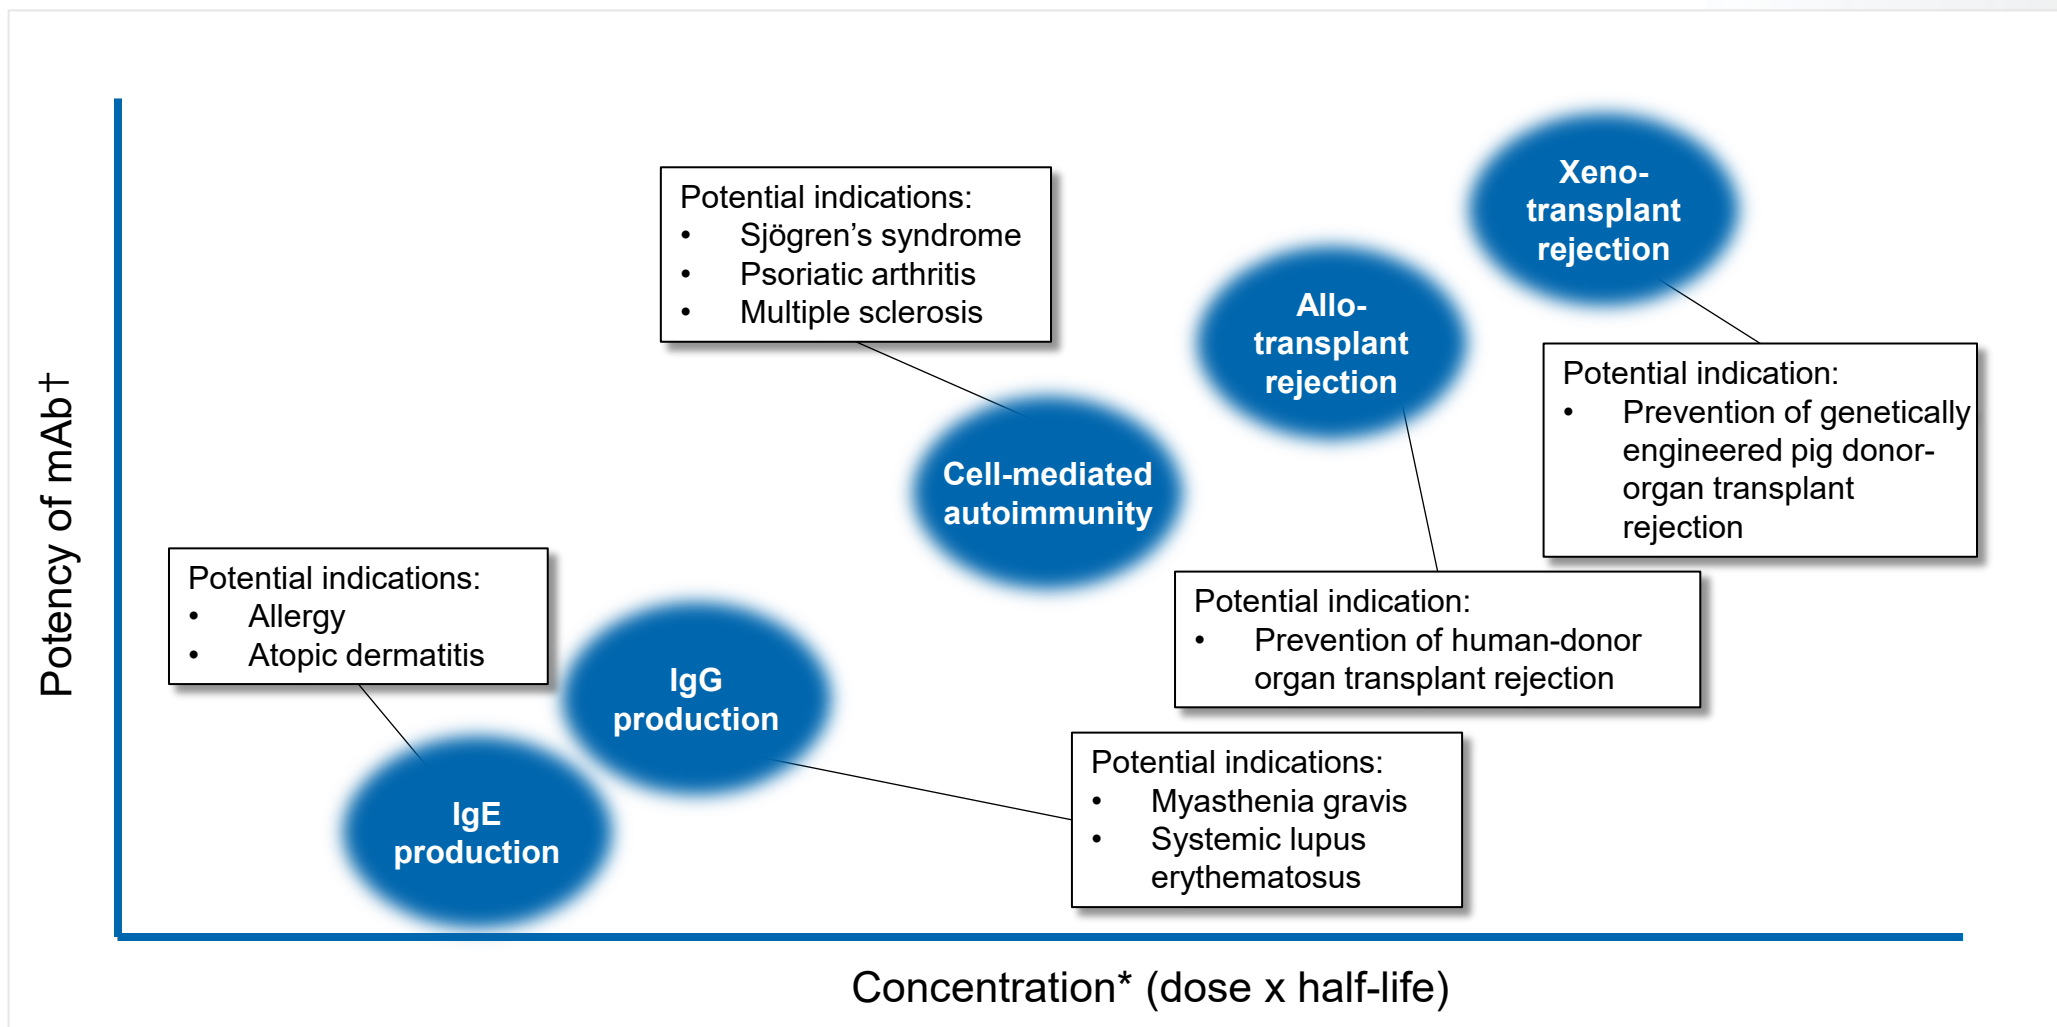 Potency of mAb†
Potential indications:
• Sjögren’s syndrome
• Psoriatic arthritis
• Multiple sclerosis
Xeno-
transplant
rejection
Allo-
transplant
rejection
Potential indication:
• Prevention of genetically
engineered pig donor-
organ transplant
rejection
Cell-mediated
autoimmunity
Potential indications:
• Allergy
• Atopic dermatitis
Potential indication:
• Prevention of human-donor
organ transplant rejection
IgG
production
Potential indications:
• Myasthenia gravis
• Systemic lupus
erythematosus
IgE
production
Concentration* (dose x half-life)